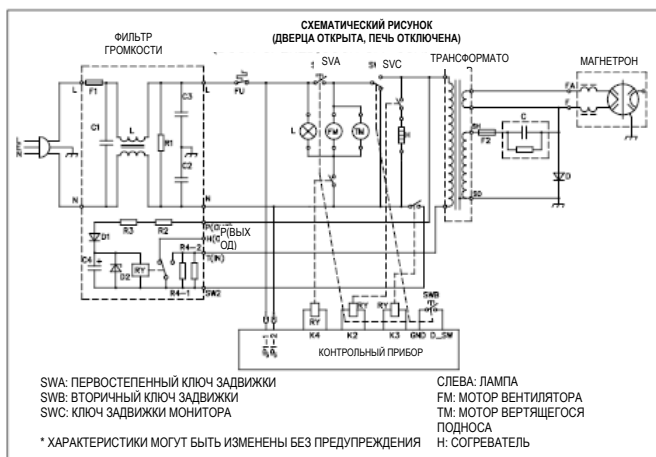 СХЕМАТИЧЕСКИЙ РИСУНОК
(ДВЕРЦА ОТКРЫТА, ПЕЧЬ ОТКЛЮЧЕНА)
ФИЛЬТР
ГРОМКОСТИ
SVA
SVC
ТРАНСФОРМАТО
МАГНЕТРОН
L
F1
L
FU
C3
C1
L
R1
C2
N
N
L
FM
TM
H
FA
F
SH
F2
C
D
SO
R3
R2
D1
P(ВЫХ
ОД)
T(IN)
R4-2
C4
D2
RY
R4-1
SW2
SWB
RY
RY
RY
K4
K2
K3
GND
D_SW
КОНТРОЛЬНЫЙ ПРИБОР
SWA: ПЕРВОСТЕПЕННЫЙ КЛЮЧ ЗАДВИЖКИ
SWB: ВТОРИЧНЫЙ КЛЮЧ ЗАДВИЖКИ
SWC: КЛЮЧ ЗАДВИЖКИ МОНИТОРА
* ХАРАКТЕРИСТИКИ МОГУТ БЫТЬ ИЗМЕНЕНЫ БЕЗ ПРЕДУПРЕЖДЕНИЯ
СЛЕВА: ЛАМПА
FM: МОТОР ВЕНТИЛЯТОРА
TM: МОТОР ВЕРТЯЩЕГОСЯ
ПОДНОСА
H: СОГРЕВАТЕЛЬ